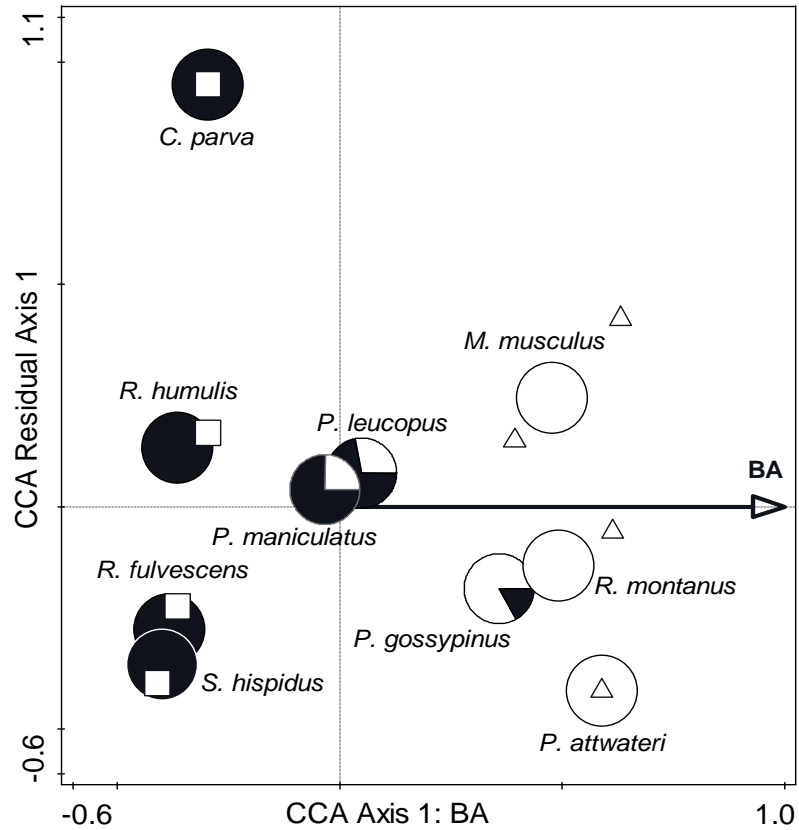 1.1
C. parva
CCA Residual Axis 1
M. musculus
R. humulis
P. leucopus
BA
P. maniculatus
R. fulvescens
R. montanus
P. gossypinus
S. hispidus
P. attwateri
-0.6
-0.6
CCA Axis 1: BA
1.0